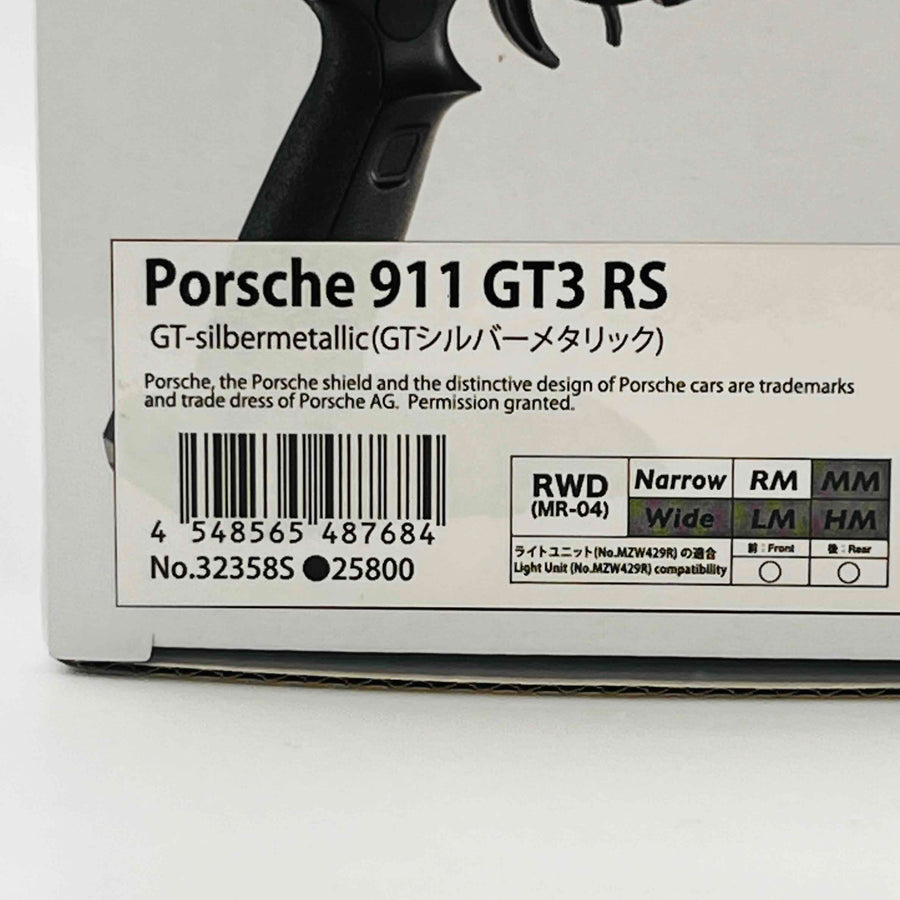 Porsche 911 GT3 RS
GT-silbermetallic(GTシルバーメタリック)
Porsche, the Porsche shield and the distinctive design of Porsche cars are trademarks
and trade dress of Porsche AG. Permission granted.
4 548565 487684
No.32358S ●25800
RWD
(MR-04)
Narrow RM MM
Wide LM HM
ライトユニット(No.MZW429R) の適合
Light Unit (No.MZW429R) compatibility
前:Front 後:Rear
○ ○